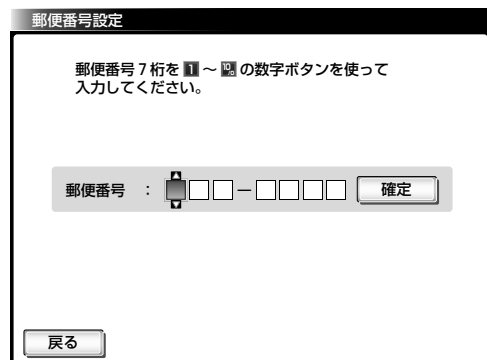 郵便番号設定
郵便番号7桁を 1 ～ 10 の数字ボタンを使って
入力してください。
郵便番号 ： － 確定
戻る